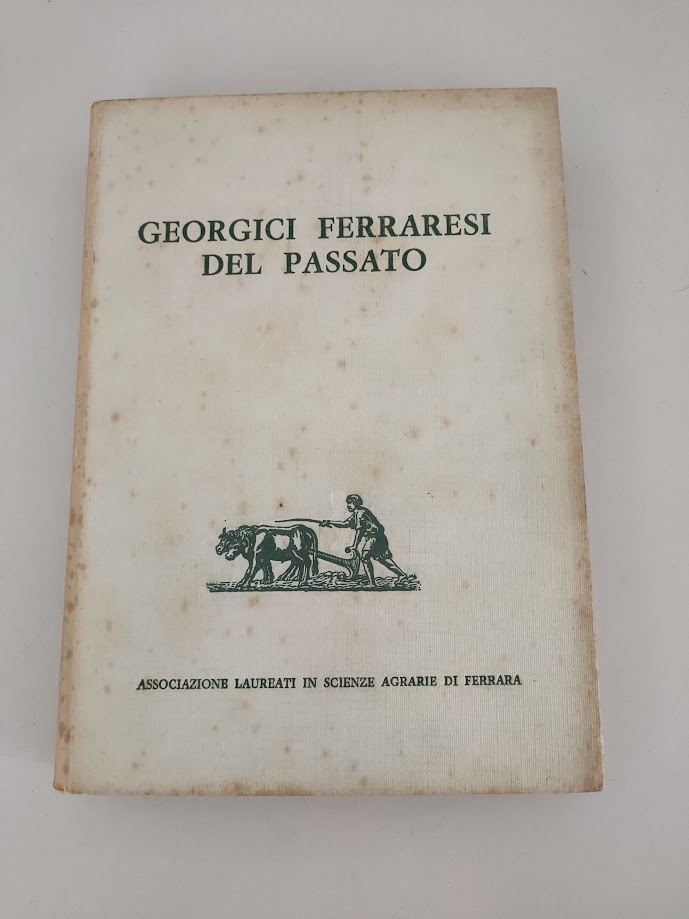 GEORGICI FERRARESI
DEL PASSATO
ASSOCIAZIONE LAUREATI IN SCIENZE AGRARIE DI FERRARA